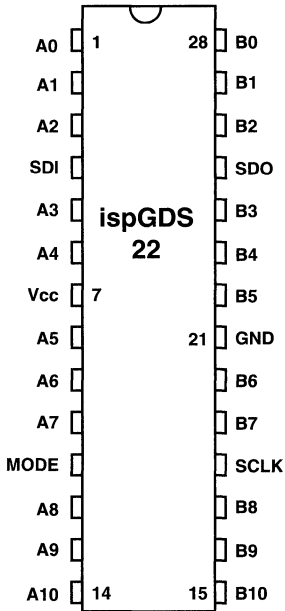 A0 1 28 B0
A1 B1
A2 B2
SDI SDO
A3 ispGDS B3
A4 22 B4
Vcc 7 B5
A5 21 GND
A6 B6
A7 B7
MODE SCLK
A8 B8
A9 B9
A10 14 15 B10